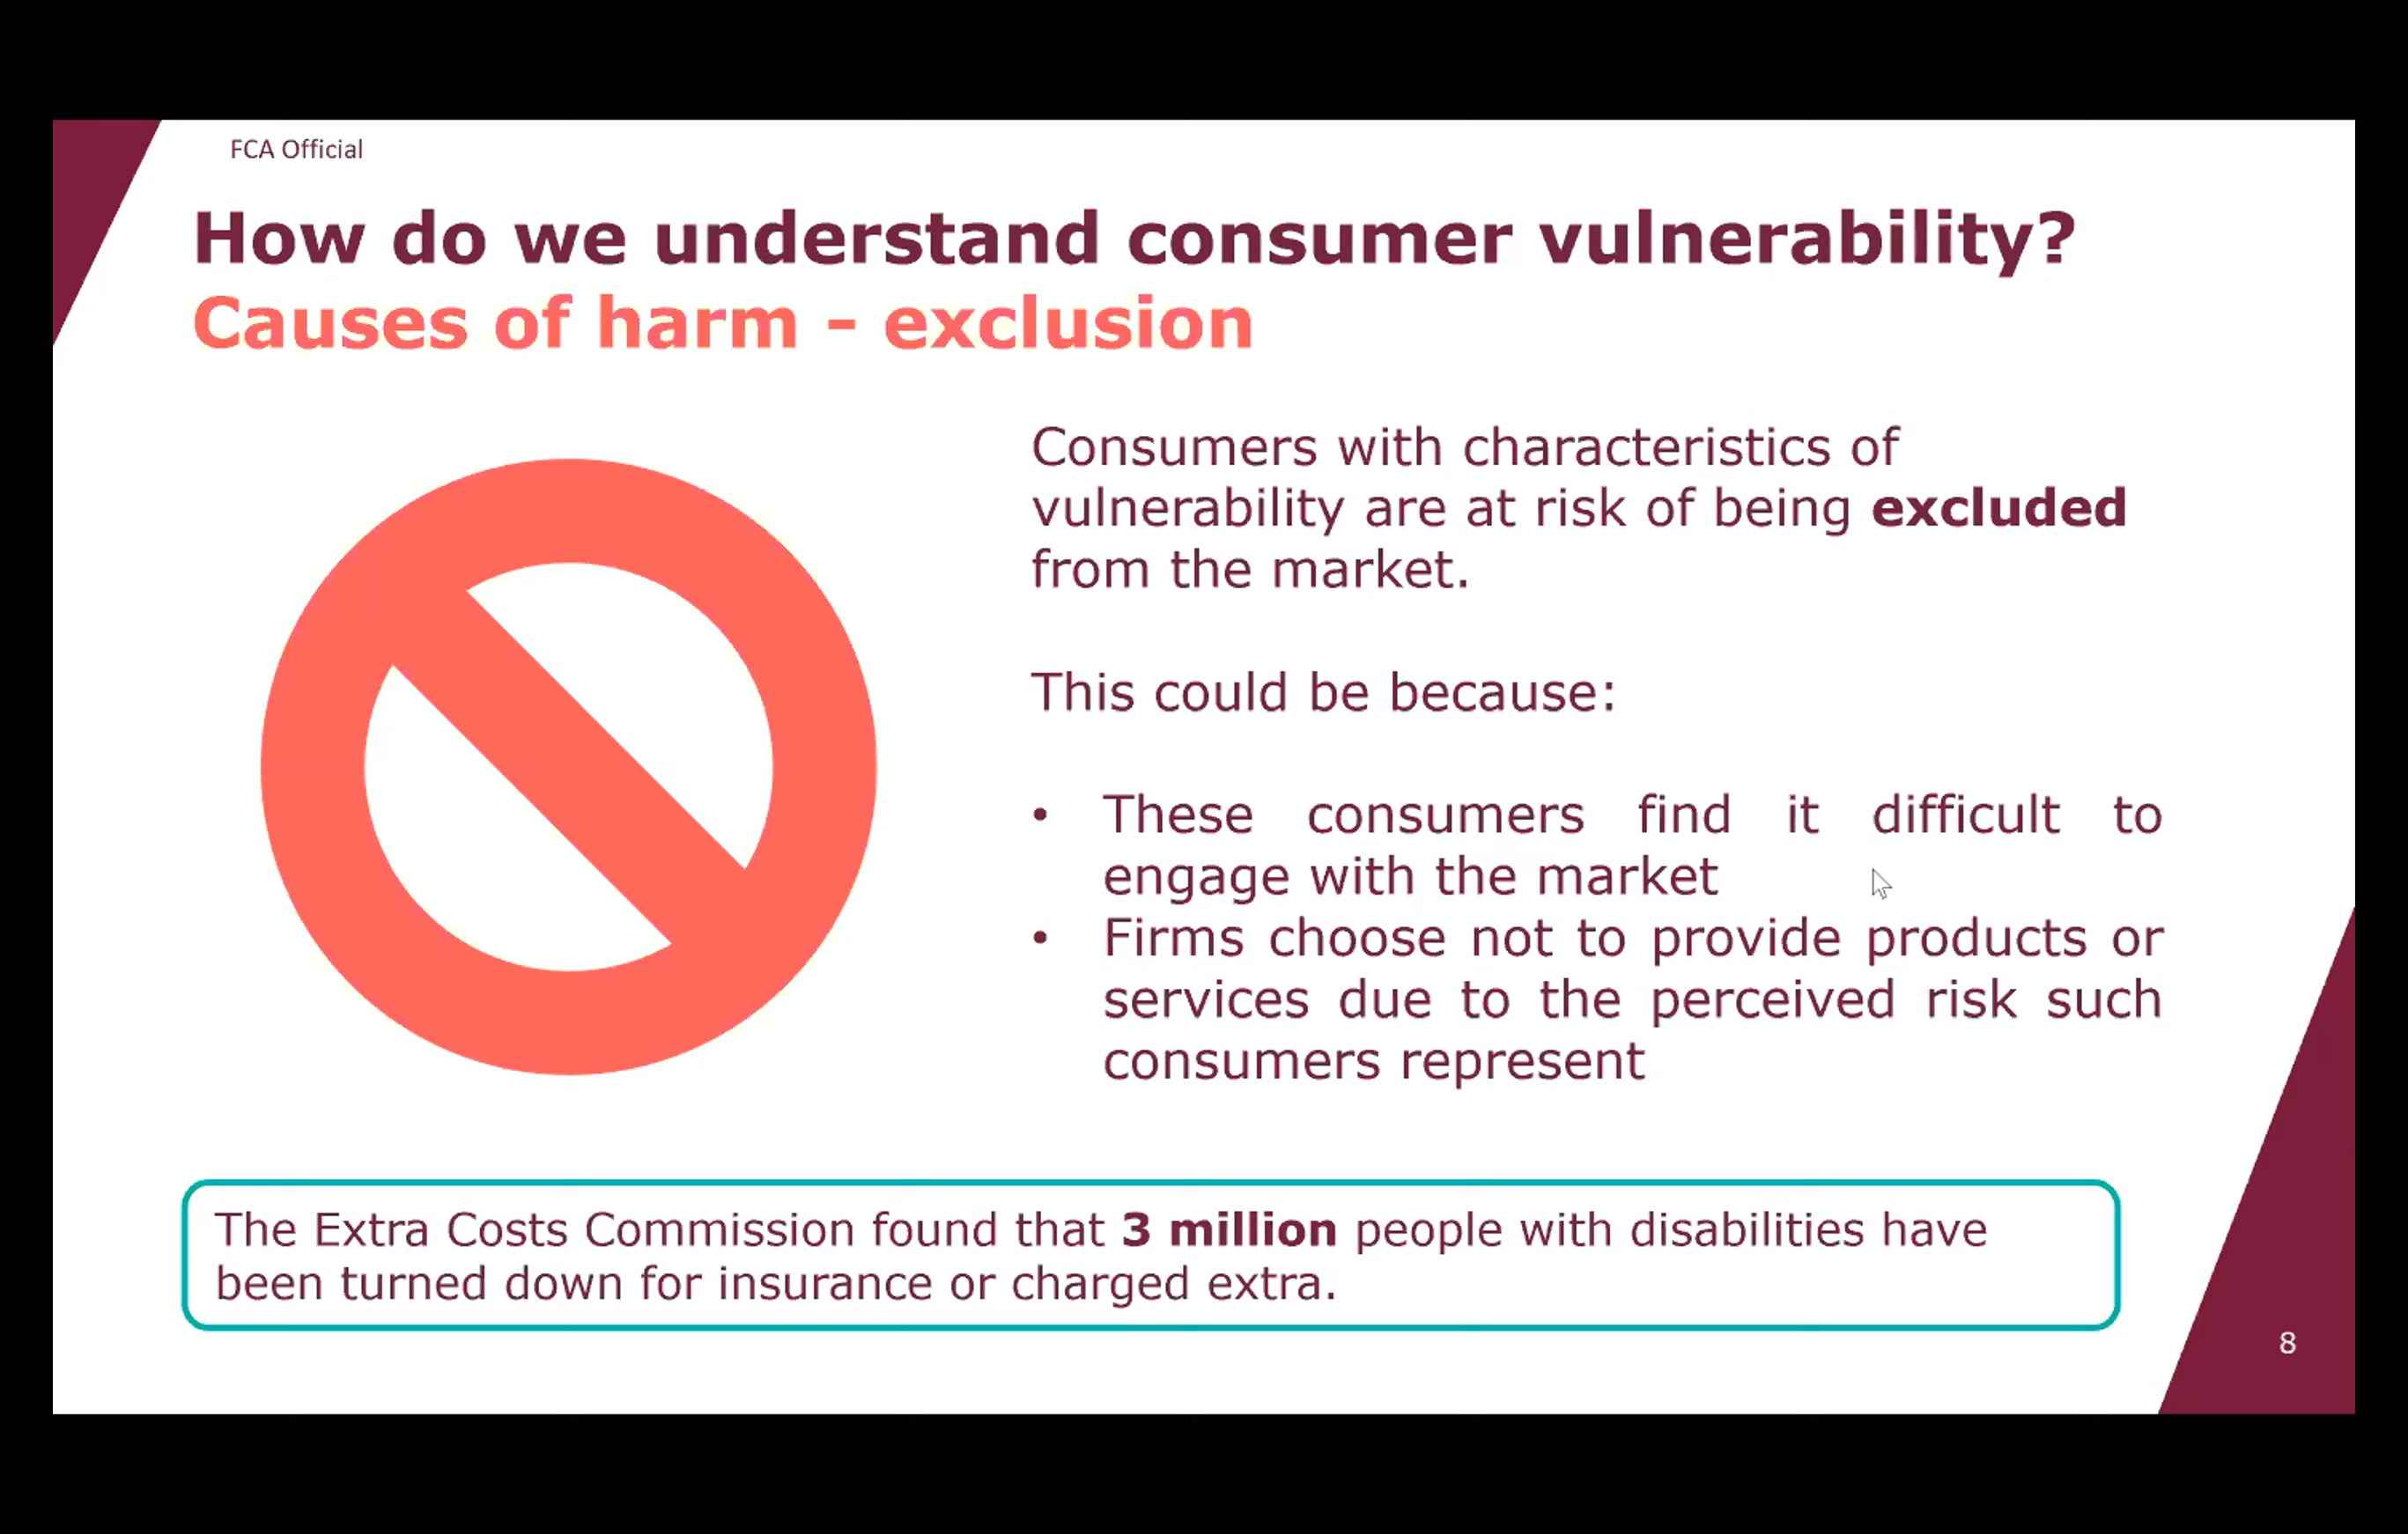 FCA Official
How do we understand consumer vulnerability?
Causes of harm - exclusion
Consumers with characteristics of
vulnerability are at risk of being excluded
from the market.
This could be because:
• These consumers find it difficult to
engage with the market
• Firms choose not to provide products or
services due to the perceived risk such
consumers represent
The Extra Costs Commission found that 3 million people with disabilities have
been turned down for insurance or charged extra.
8